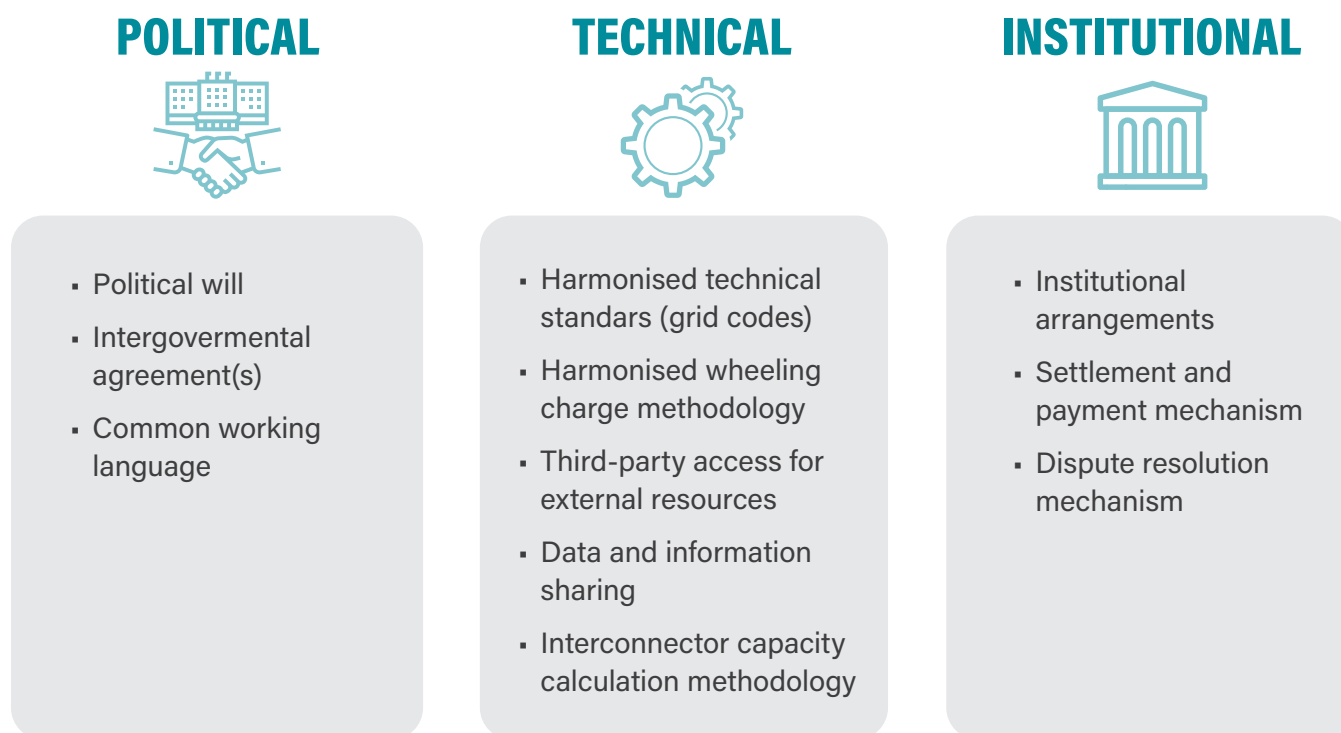 POLITICAL
▪ Political will
▪ Intergovermental
agreement(s)
▪ Common working
language
TECHNICAL
▪ Harmonised technical
standars (grid codes)
▪ Harmonised wheeling
charge methodology
▪ Third-party access for
external resources
▪ Data and information
sharing
▪ Interconnector capacity
calculation methodology
INSTITUTIONAL
▪ Institutional
arrangements
▪ Settlement and
payment mechanism
▪ Dispute resolution
mechanism